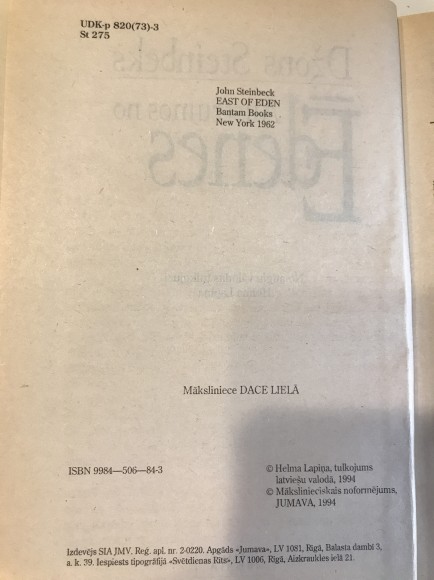 UDK-p 820(73)-3
St 275
John Steinbeck
EAST OF EDEN
Bantam Books
New York 1962
Māksliniece DACE LIELĀ
ISBN 9984—506—84-3
© Helma Lapiņa, tulkojums
latviešu valodā, 1994
© Mākslinieciskais noformējums,
JUMAVA, 1994
Izdevējs SIA JMV. Reģ. apl. nr. 2-0220. Apgāds «Jumava», LV 1081, Rīgā, Balasta dambī 3,
a. k. 39. Iespiests tipogrāfijā «Svētdienas Rīts», LV 1006, Rīgā, Aizkraukles ielā 21.